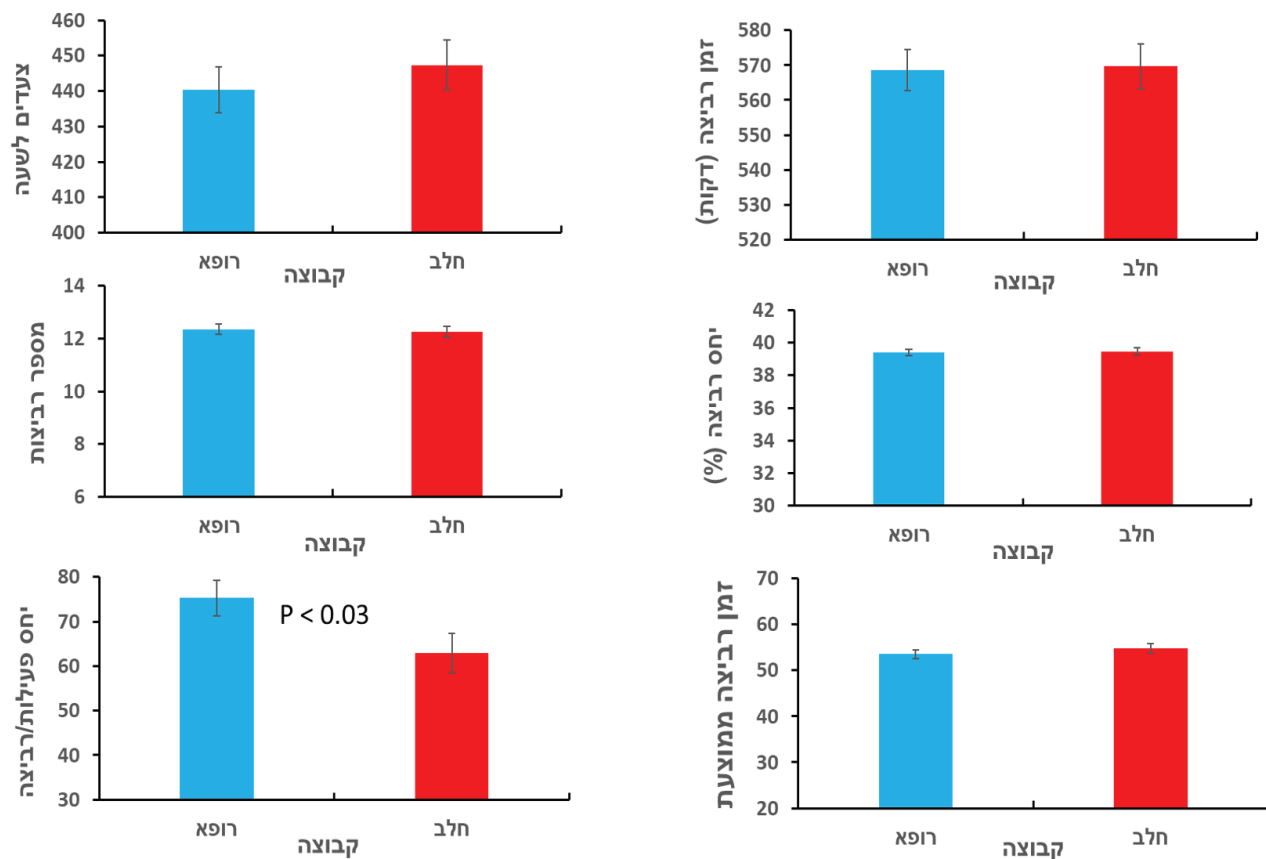 צעדים לשעה
460
450
440
430
420
410
400
רופא
חלב
קבוצה
זמן רביצה (דקות)
580
570
560
550
540
530
520
רופא
חלב
קבוצה
מספר רביצות
14
12
10
8
6
רופא
חלב
קבוצה
יחס רביצה (%)
42
40
38
36
34
32
30
רופא
חלב
קבוצה
יחס פעילות/רביצה
80
70
60
50
40
30
P < 0.03
רופא
חלב
קבוצה
זמן רביצה ממוצעת
70
60
50
40
30
20
רופא
חלב
קבוצה